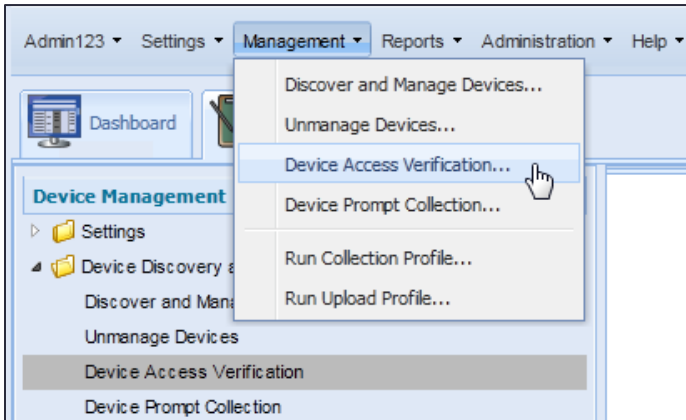 Admin123 Settings Management Reports Administration Help
Discover and Manage Devices...
Dashboard
Unmanage Devices...
Device Access Verification...
Device Management
Device Prompt Collection...
Settings
Device Discovery a
Run Collection Profile...
Discover and Mana
Run Upload Profile...
Unmanage Devices
Device Access Verification
Device Prompt Collection